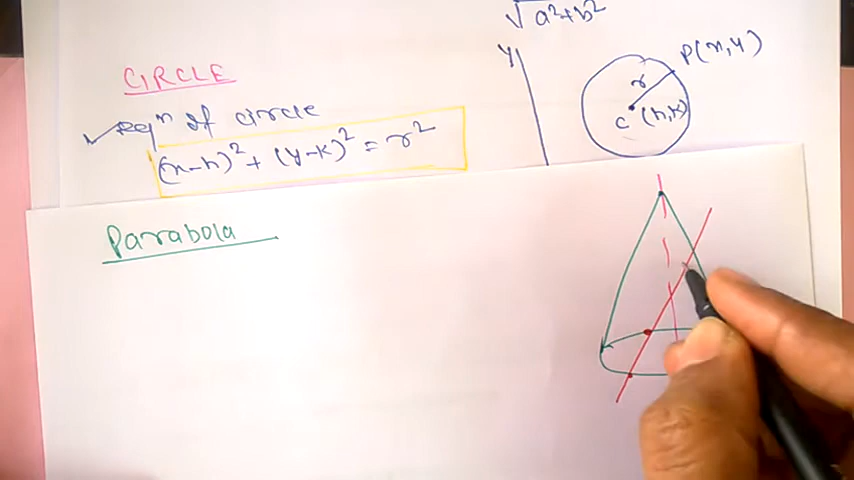 √a²+b²
CIRCLE
✓ eqⁿ of circle
(x-h)² + (y-k)² = r²
y
P(x,y)
r
C (h,k)
Parabola